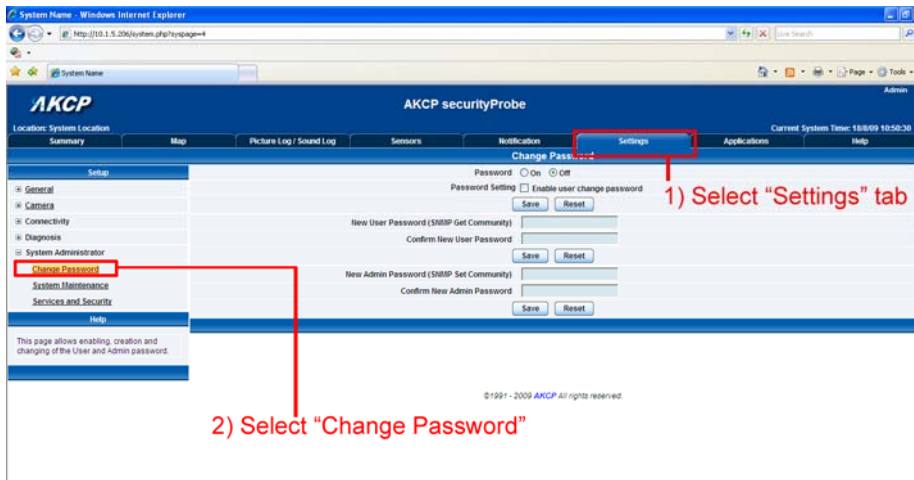 System Name - Windows Internet Explorer
http://10.1.5.206/system.php?syspage=4
Live Search
System Name
Page
Tools
Admin
AKCP
AKCP securityProbe
Location: System Location
Current System Time: 18/8/09 10:50:30
Summary Map Picture Log / Sound Log Sensors Notification Settings Applications Help
Change Password
Setup
Password On Off
General
Password Setting Enable user change password
1) Select “Settings” tab
Camera
Save Reset
Connectivity
New User Password (SNMP Get Community)
Diagnosis
Confirm New User Password
System Administrator
Save Reset
Change Password
New Admin Password (SNMP Set Community)
System Maintenance
Confirm New Admin Password
Services and Security
Save Reset
Help
This page allows enabling, creation and
changing of the User and Admin password.
©1991 - 2009 AKCP All rights reserved.
2) Select “Change Password”